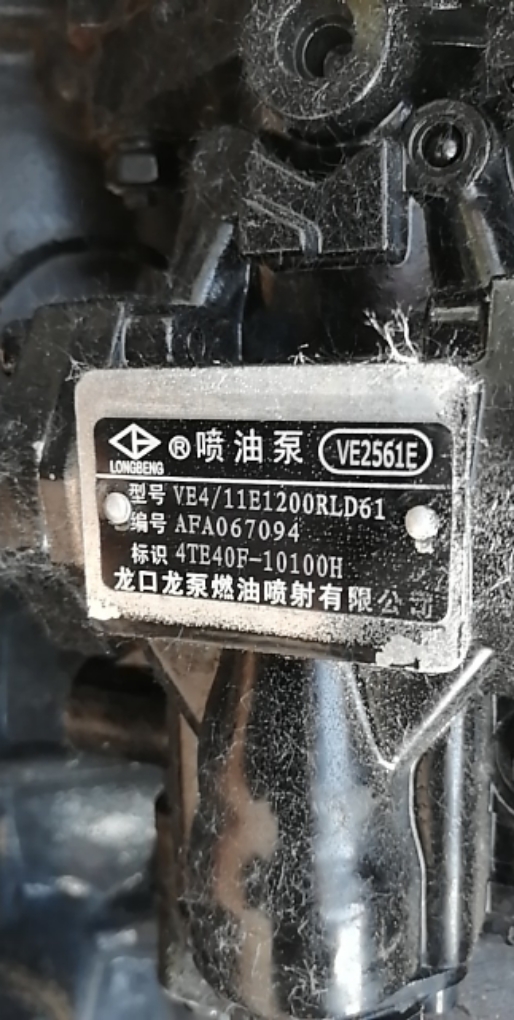 LONGBENG ® 喷油泵 VE2561E
型号 VE4/11E1200RLD61
编号 AFA067094
标识 4TE40F-10100H
龙口龙泵燃油喷射有限公司